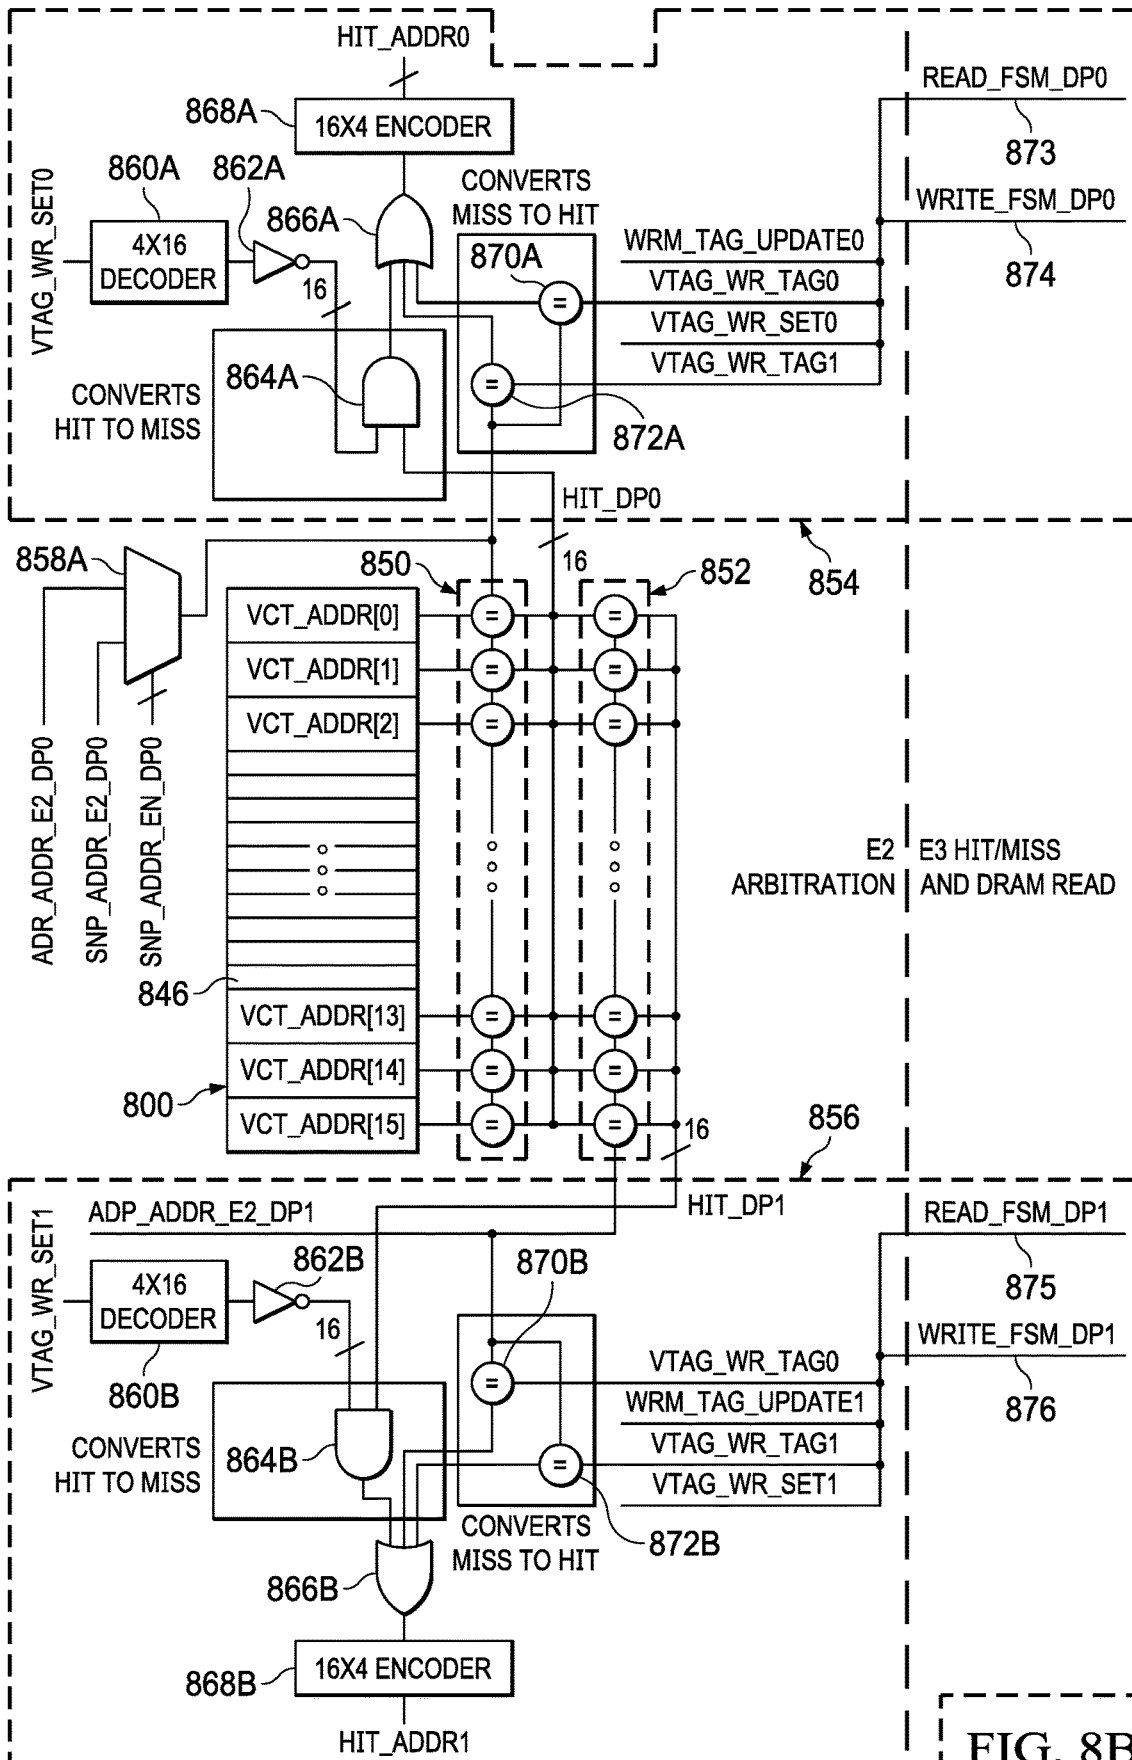 HIT_ADDR0
READ_FSM_DP0
868A
16X4 ENCODER
873
860A
862A
CONVERTS
MISS TO HIT
VTAG_WR_SET0
866A
WRITE_FSM_DP0
4X16
DECODER
870A
=
WRM_TAG_UPDATE0
874
16
VTAG_WR_TAG0
VTAG_WR_SET0
864A
VTAG_WR_TAG1
=
CONVERTS
HIT TO MISS
872A
HIT_DP0
858A
850
16
852
854
VCT_ADDR[0]
=
=
VCT_ADDR[1]
=
=
VCT_ADDR[2]
=
=
ADR_ADDR_E2_DP0
SNP_ADDR_E2_DP0
SNP_ADDR_EN_DP0
E2
ARBITRATION
E3 HIT/MISS
AND DRAM READ
846
VCT_ADDR[13]
=
=
VCT_ADDR[14]
=
=
800
VCT_ADDR[15]
=
=
16
856
VTAG_WR_SET1
ADP_ADDR_E2_DP1
HIT_DP1
READ_FSM_DP1
862B
870B
4X16
DECODER
875
16
WRITE_FSM_DP1
860B
=
VTAG_WR_TAG0
WRM_TAG_UPDATE1
876
CONVERTS
HIT TO MISS
864B
=
VTAG_WR_TAG1
VTAG_WR_SET1
CONVERTS
MISS TO HIT
872B
866B
868B
16X4 ENCODER
HIT_ADDR1
FIG. 8B